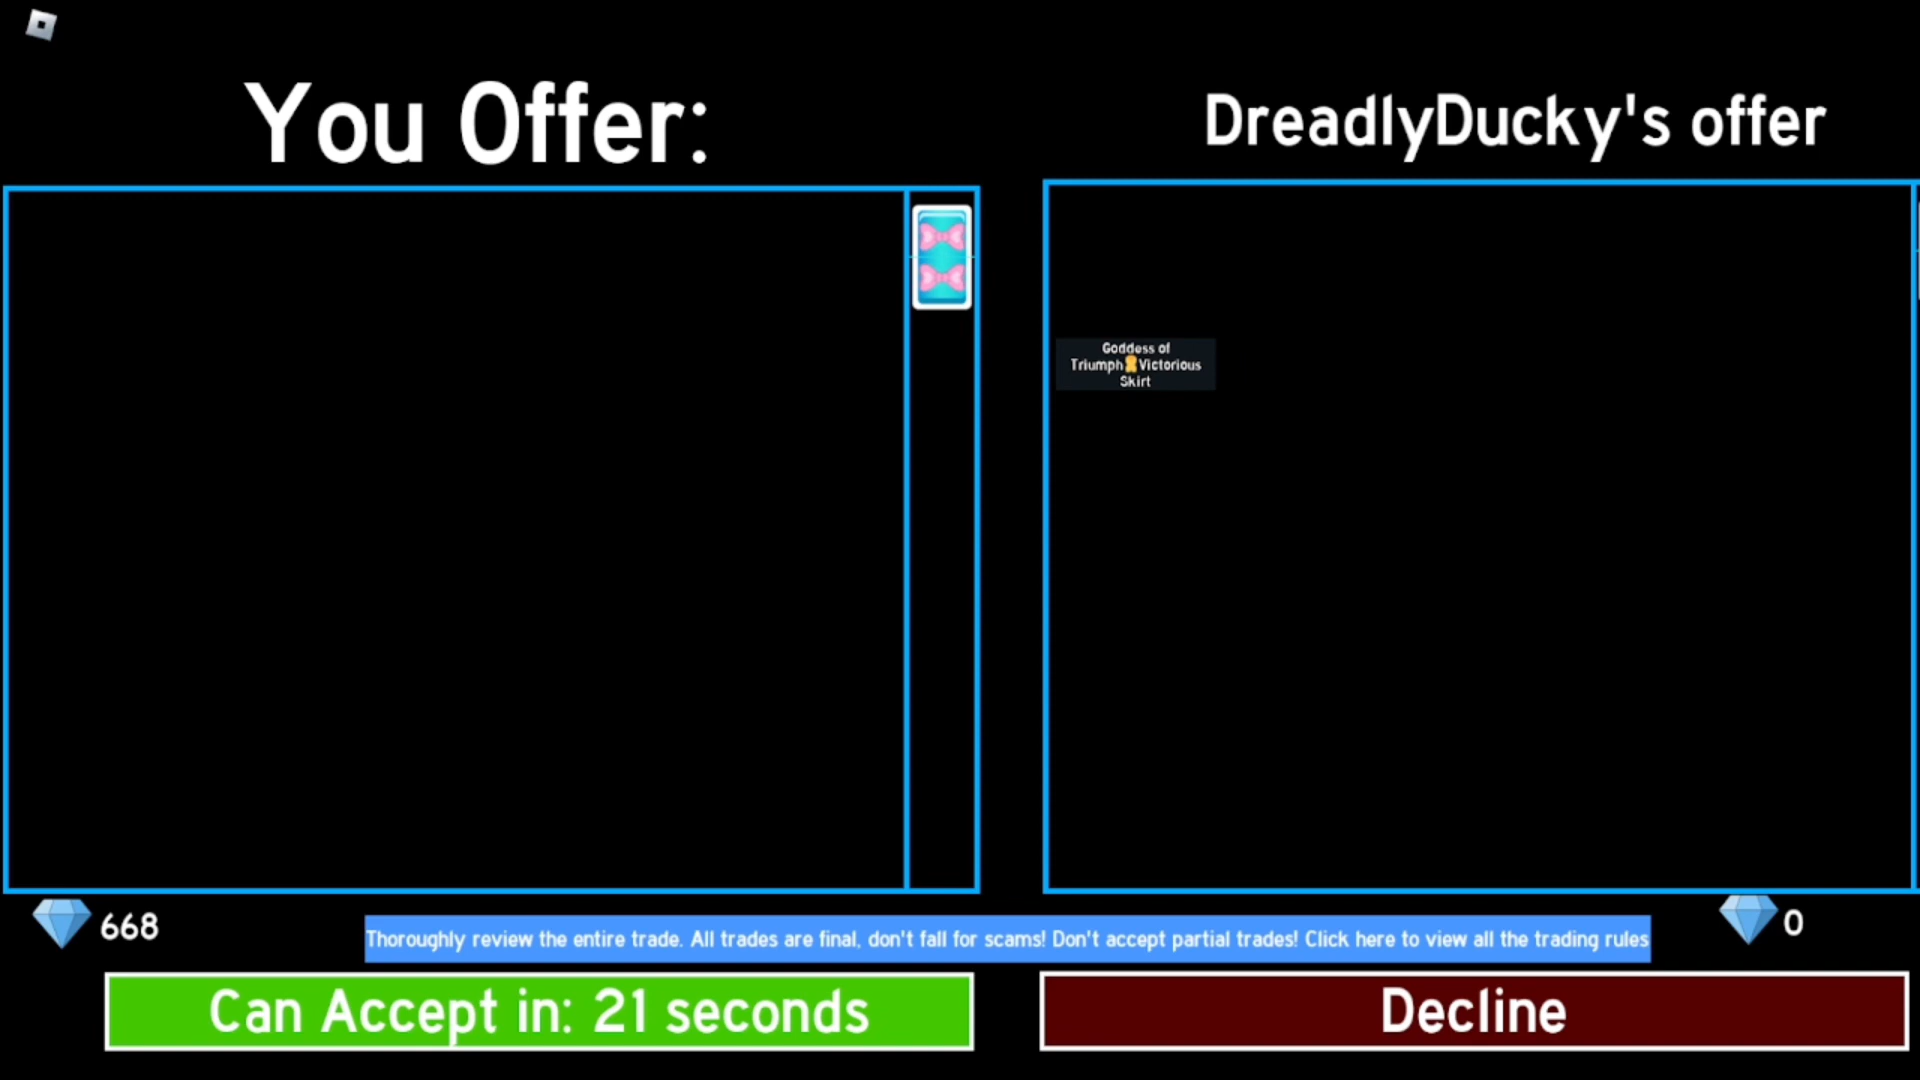 You Offer:
DreadlyDucky's offer
Goddess of
Triumph Victorious
Skirt
668
Thoroughly review the entire trade. All trades are final, don't fall for scams! Don't accept partial trades! Click here to view all the trading rules
0
Can Accept in: 21 seconds
Decline